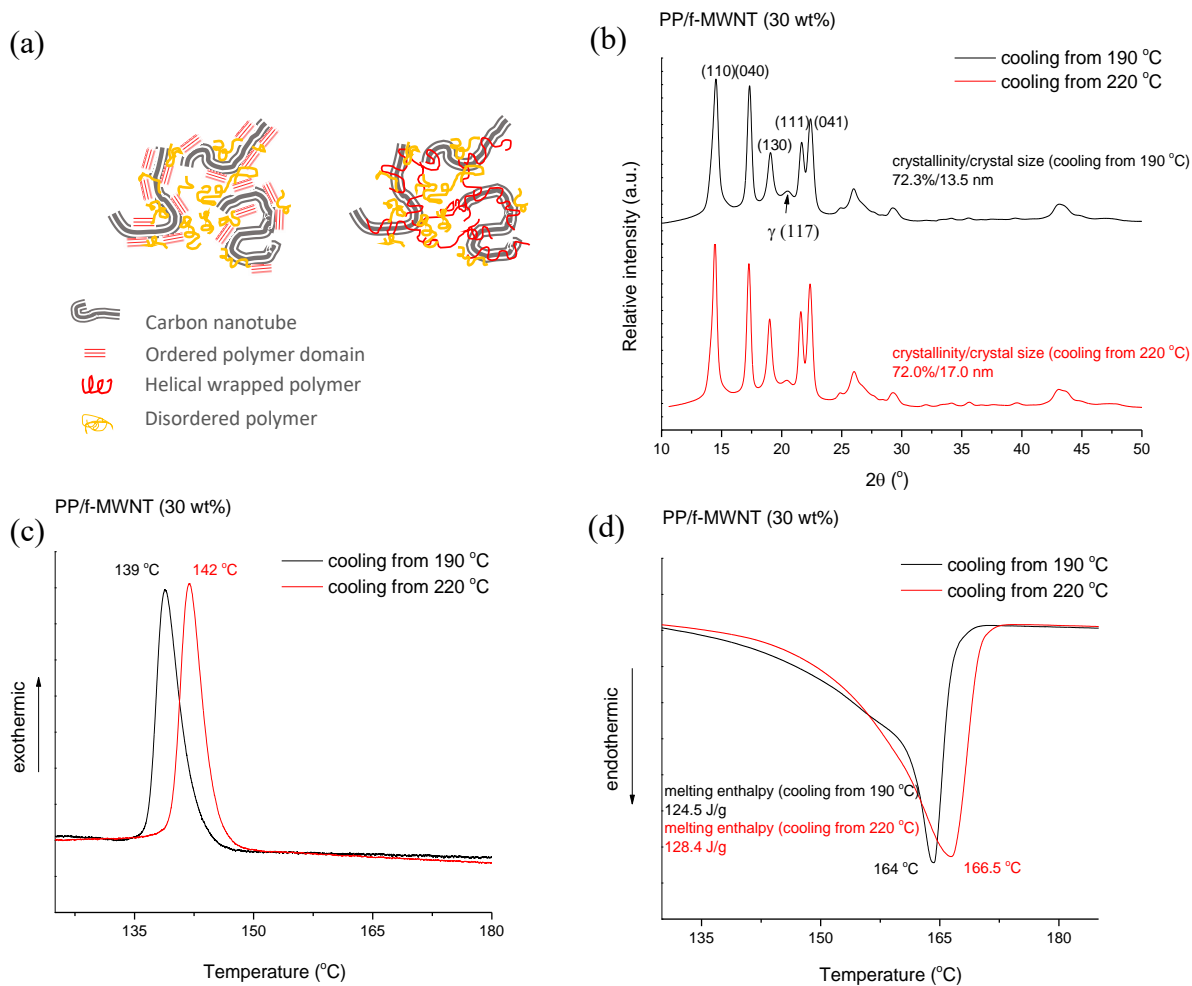 (a)
Carbon nanotube
Ordered polymer domain
Helical wrapped polymer
Disordered polymer
PP/f-MWNT (30 wt%)
(b)
cooling from 190 °C
cooling from 220 °C
(110)(040)
(111) (041)
(130)
γ (117)
crystallinity/crystal size (cooling from 190 °C)
72.3%/13.5 nm
crystallinity/crystal size (cooling from 220 °C)
72.0%/17.0 nm
Relative intensity (a.u.)
10 15 20 25 30 35 40 45 50
2θ (°)
PP/f-MWNT (30 wt%)
(c)
cooling from 190 °C
cooling from 220 °C
139 °C
142 °C
exothermic
135 150 165 180
Temperature (°C)
PP/f-MWNT (30 wt%)
(d)
cooling from 190 °C
cooling from 220 °C
endothermic
melting enthalpy (cooling from 190 °C)
124.5 J/g
melting enthalpy (cooling from 220 °C)
128.4 J/g
164 °C
166.5 °C
135 150 165 180
Temperature (°C)